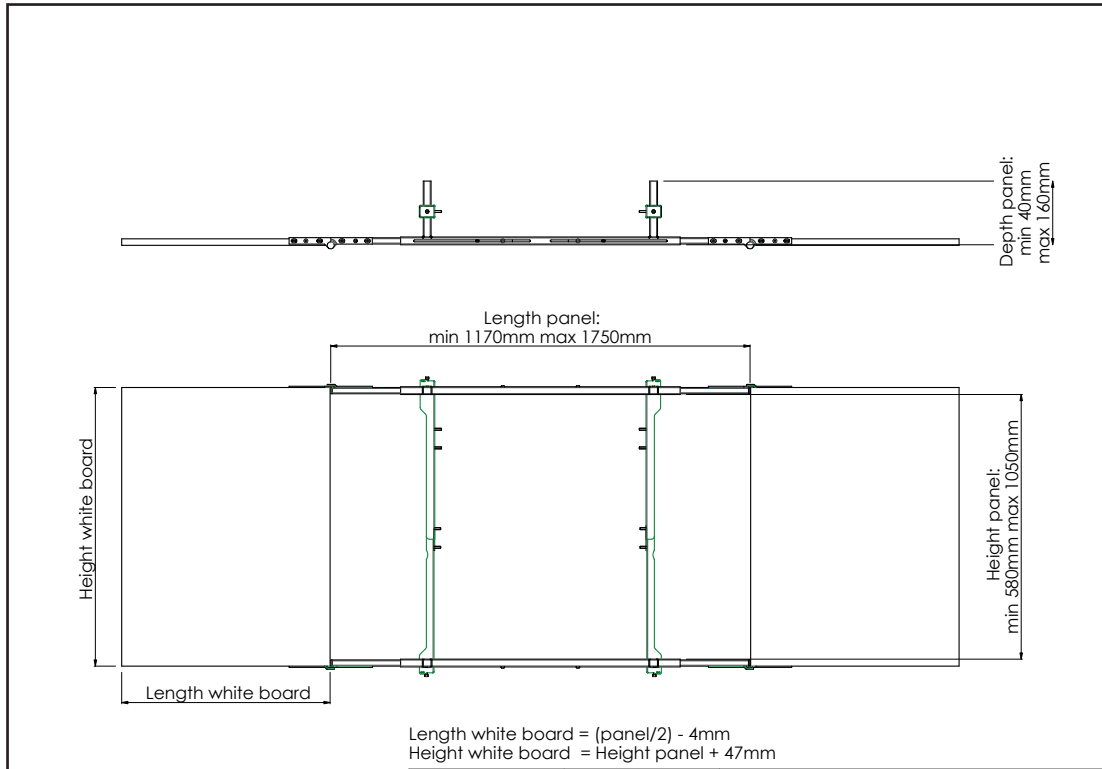 Depth panel:
min 40mm
max 160mm
Length panel:
min 1170mm max 1750mm
Height white board
Height panel:
min 580mm max 1050mm
Length white board
Length white board = (panel/2) - 4mm
Height white board = Height panel + 47mm